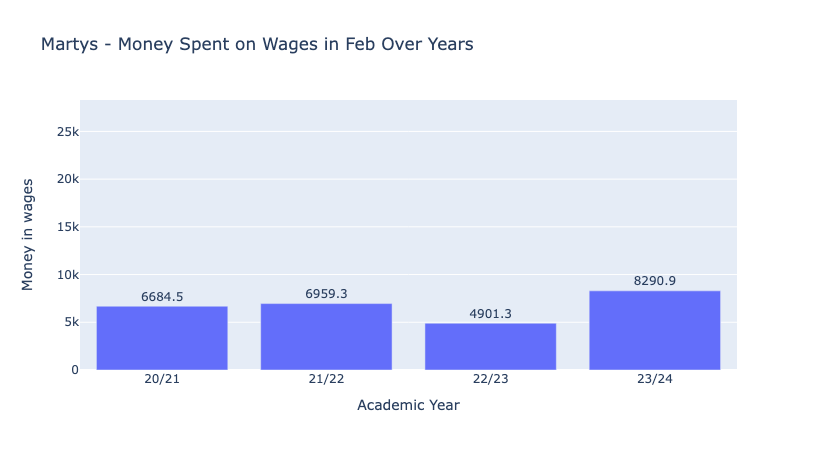 Martys - Money Spent on Wages in Feb Over Years
Money in wages
25k
20k
15k
10k
5k
0
6684.5
6959.3
4901.3
8290.9
20/21
21/22
22/23
23/24
Academic Year